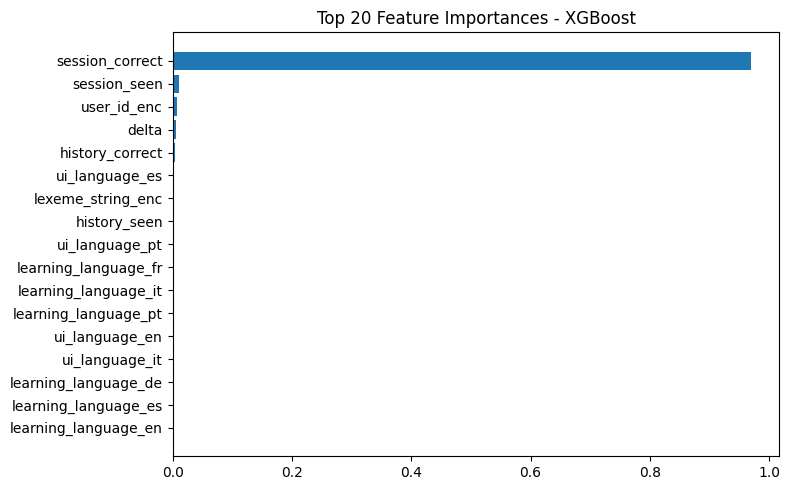 Top 20 Feature Importances - XGBoost
session_correct
session_seen
user_id_enc
delta
history_correct
ui_language_es
lexeme_string_enc
history_seen
ui_language_pt
learning_language_fr
learning_language_it
learning_language_pt
ui_language_en
ui_language_it
learning_language_de
learning_language_es
learning_language_en
0.0 0.2 0.4 0.6 0.8 1.0